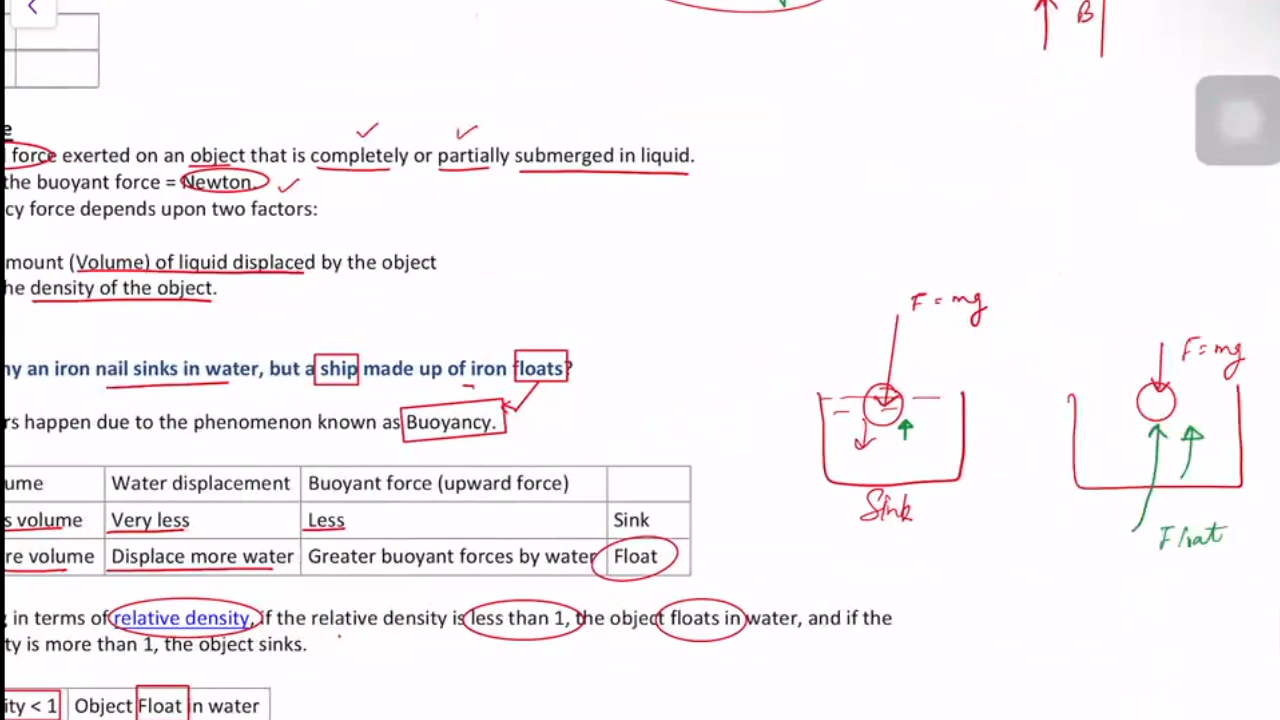 B
e
force exerted on an object that is completely or partially submerged in liquid.
the buoyant force = Newton.
cy force depends upon two factors:
mount (Volume) of liquid displaced by the object
he density of the object.
F = mg
F = mg
hy an iron nail sinks in water, but a ship made up of iron floats?
rs happen due to the phenomenon known as Buoyancy.
ume Water displacement Buoyant force (upward force)
s volume Very less Less Sink
re volume Displace more water Greater buoyant forces by water Float
Sink
Float
in terms of relative density, if the relative density is less than 1, the object floats in water, and if the
ty is more than 1, the object sinks.
ity < 1 Object Float in water